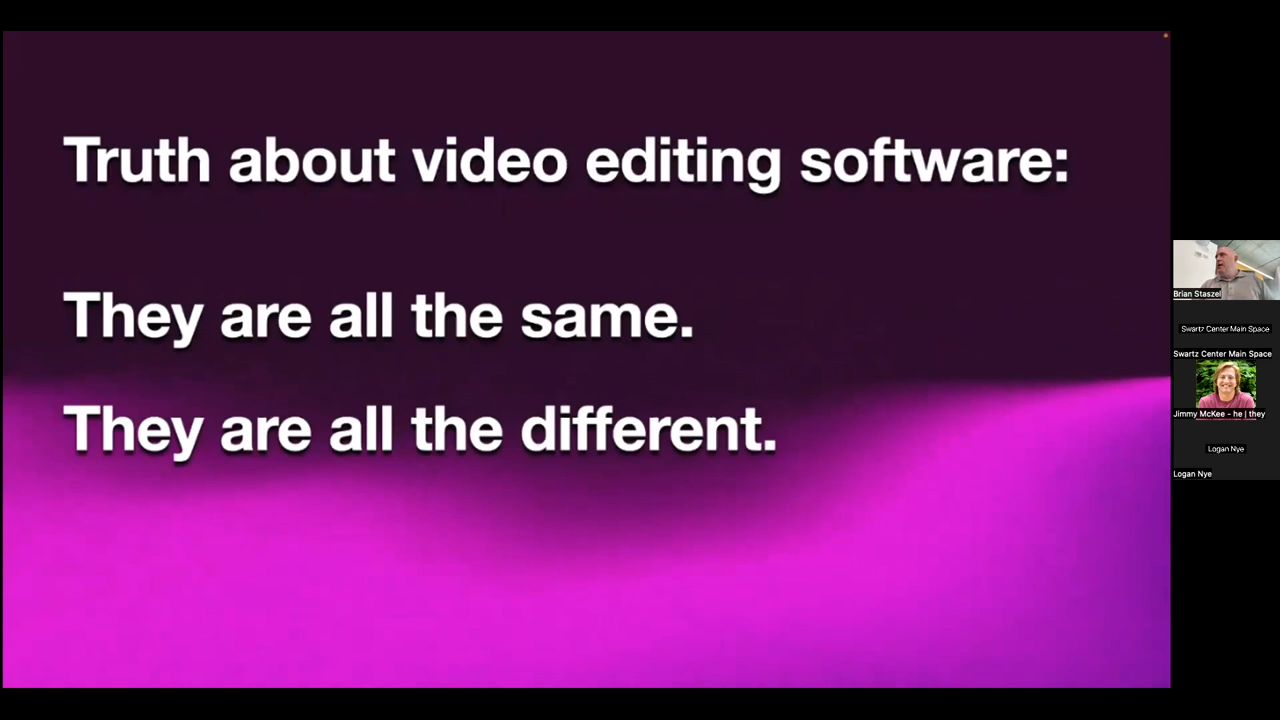 Truth about video editing software:
They are all the same.
They are all the different.
Brian Staszel
Swartz Center Main Space
Swartz Center Main Space
Jimmy McKee - he | they
Logan Nye
Logan Nye